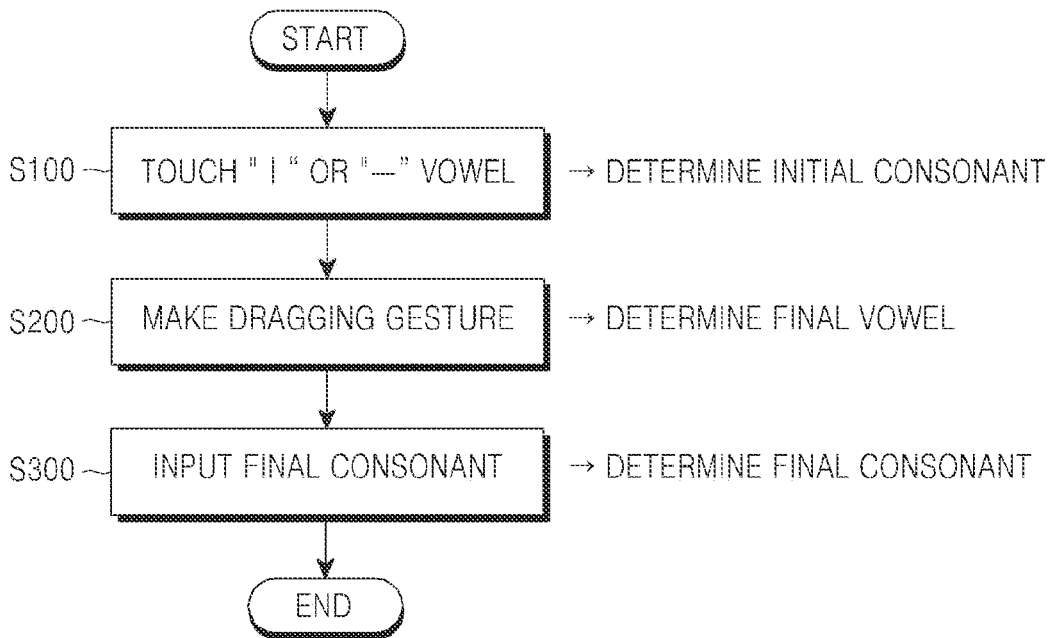 START
S100 TOUCH "ㅣ“ OR "ㅡ” VOWEL → DETERMINE INITIAL CONSONANT
S200 MAKE DRAGGING GESTURE → DETERMINE FINAL VOWEL
S300 INPUT FINAL CONSONANT → DETERMINE FINAL CONSONANT
END